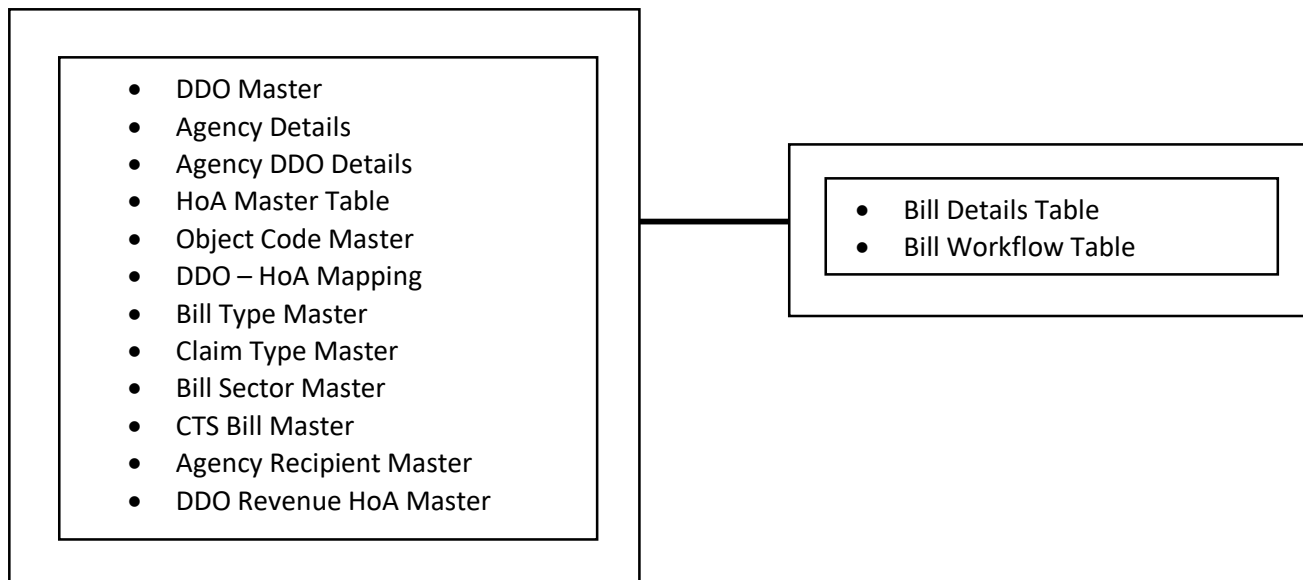 • DDO Master
• Agency Details
• Agency DDO Details
• HoA Master Table
• Object Code Master
• DDO – HoA Mapping
• Bill Type Master
• Claim Type Master
• Bill Sector Master
• CTS Bill Master
• Agency Recipient Master
• DDO Revenue HoA Master
• Bill Details Table
• Bill Workflow Table